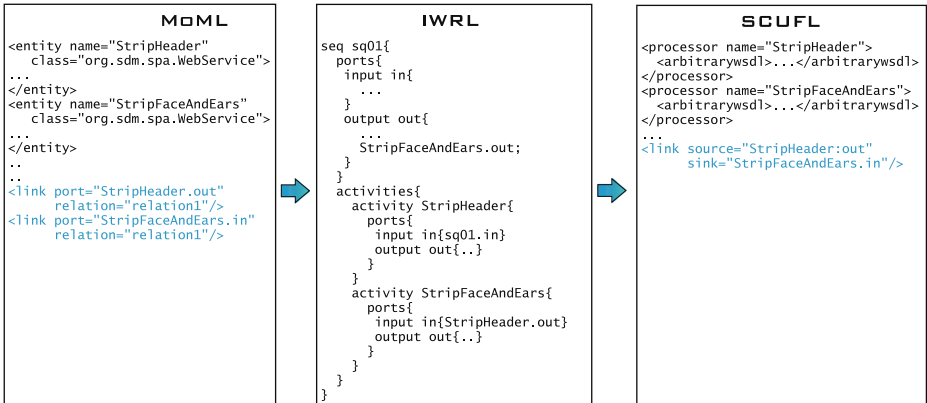 MoML
<entity name="StripHeader"
class="org.sdm.spa.WebService">
...
</entity>
<entity name="StripFaceAndEars"
class="org.sdm.spa.WebService">
...
</entity>
..
..
<link port="StripHeader.out"
relation="relation1"/>
<link port="StripFaceAndEars.in"
relation="relation1"/>
IWRL
seq sq01{
ports{
input in{
...
}
output out{
...
StripFaceAndEars.out;
}
}
activities{
activity StripHeader{
ports{
input in{sq01.in}
output out{..}
}
}
activity StripFaceAndEars{
ports{
input in{StripHeader.out}
output out{..}
}
}
}
}
SCUFL
<processor name="StripHeader">
<arbitrarywsdl>...</arbitrarywsdl>
</processor>
<processor name="StripFaceAndEars">
<arbitrarywsdl>...</arbitrarywsdl>
</processor>
...
<link source="StripHeader:out"
sink="StripFaceAndEars.in"/>